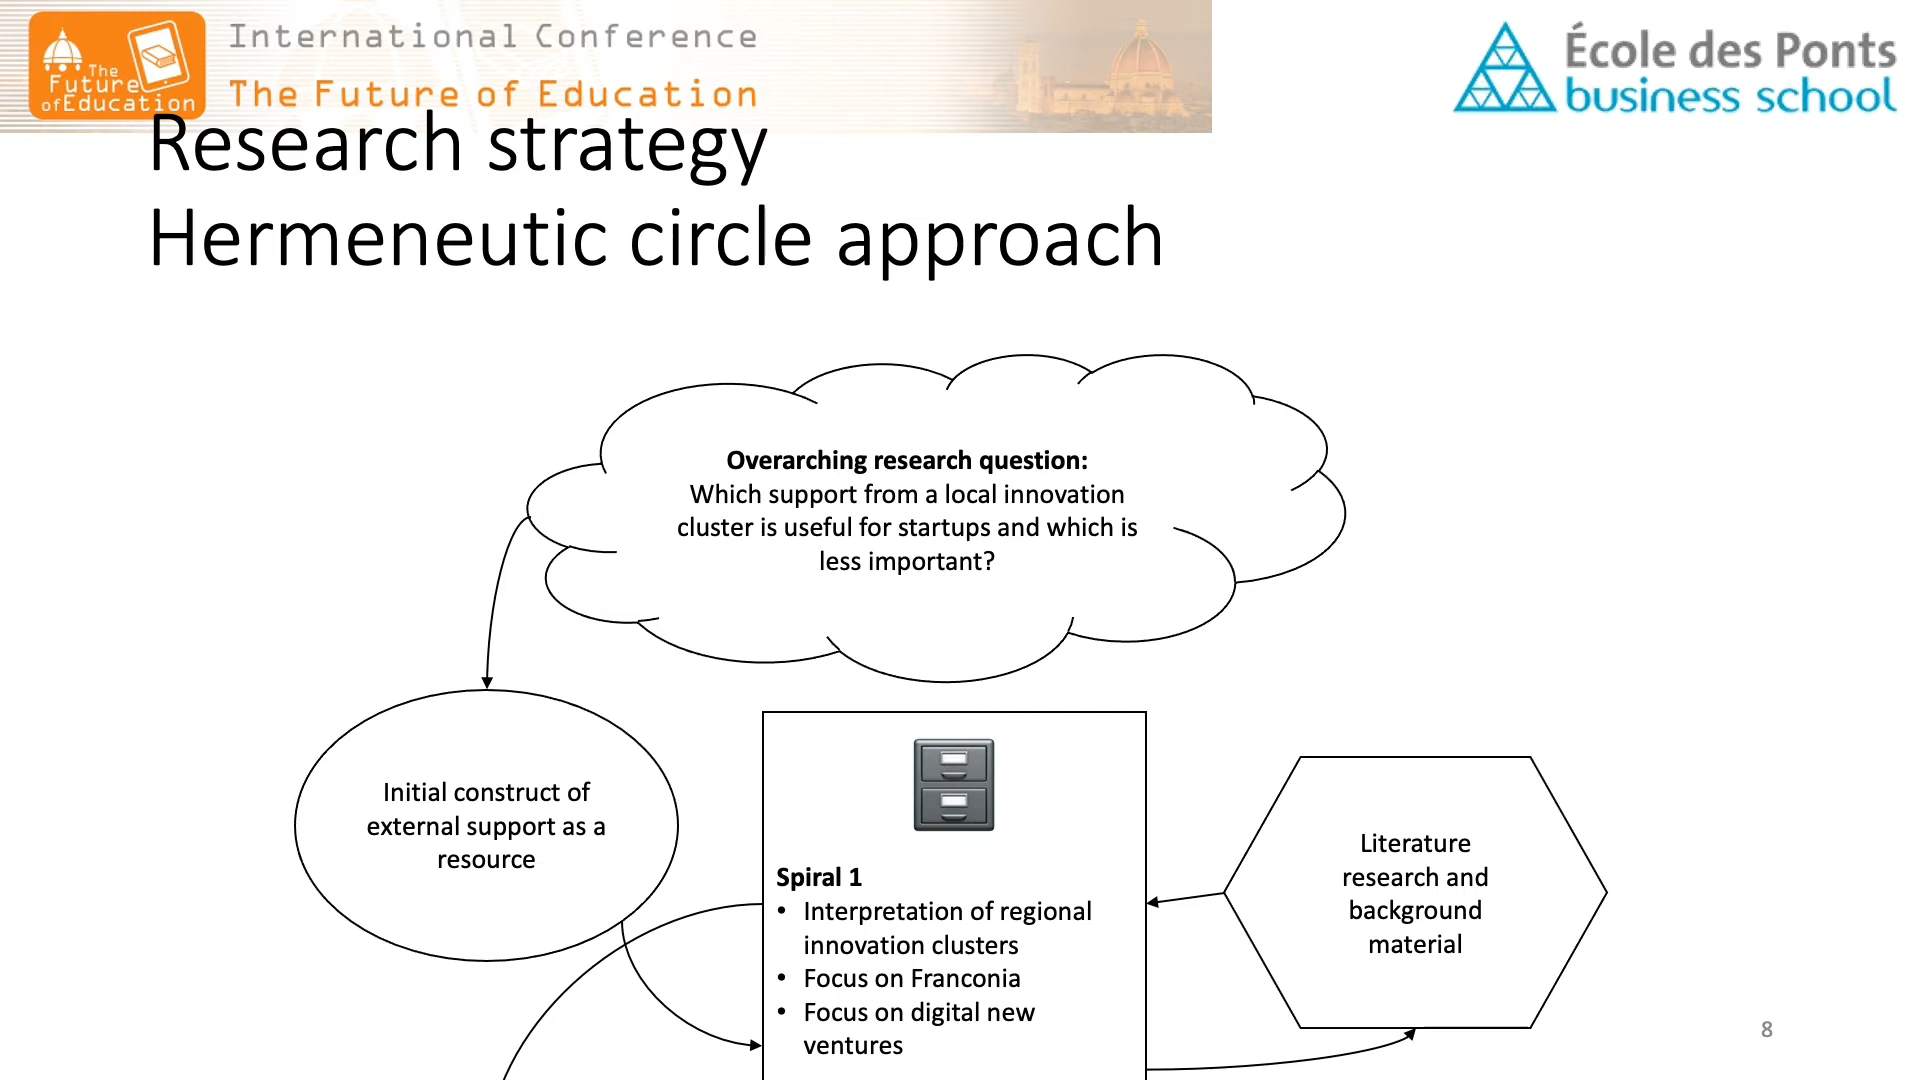 International Conference
The Future of Education
The
Future
of Education
École des Ponts
business school
Research strategy
Hermeneutic circle approach
Overarching research question:
Which support from a local innovation
cluster is useful for startups and which is
less important?
Initial construct of
external support as a
resource
Spiral 1
• Interpretation of regional
innovation clusters
• Focus on Franconia
• Focus on digital new
ventures
Literature
research and
background
material
8